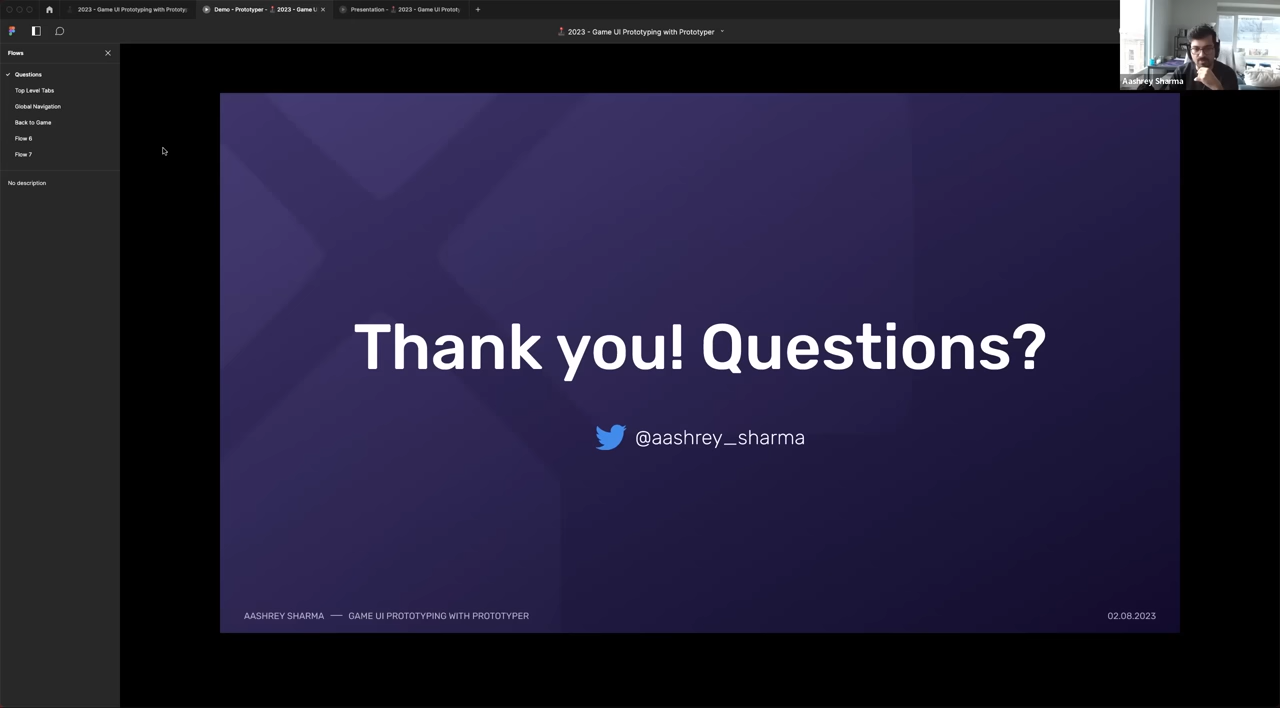 2023 - Game UI Prototyping with Prototyp
Demo - Prototyper - 2023 - Game U
Presentation - 2023 - Game UI Protot
2023 - Game UI Prototyping with Prototyper
Flows
Questions
Top Level Tabs
Global Navigation
Back to Game
Flow 6
Flow 7
No description
Aashrey Sharma
Thank you! Questions?
@aashrey_sharma
AASHREY SHARMA — GAME UI PROTOTYPING WITH PROTOTYPER
02.08.2023